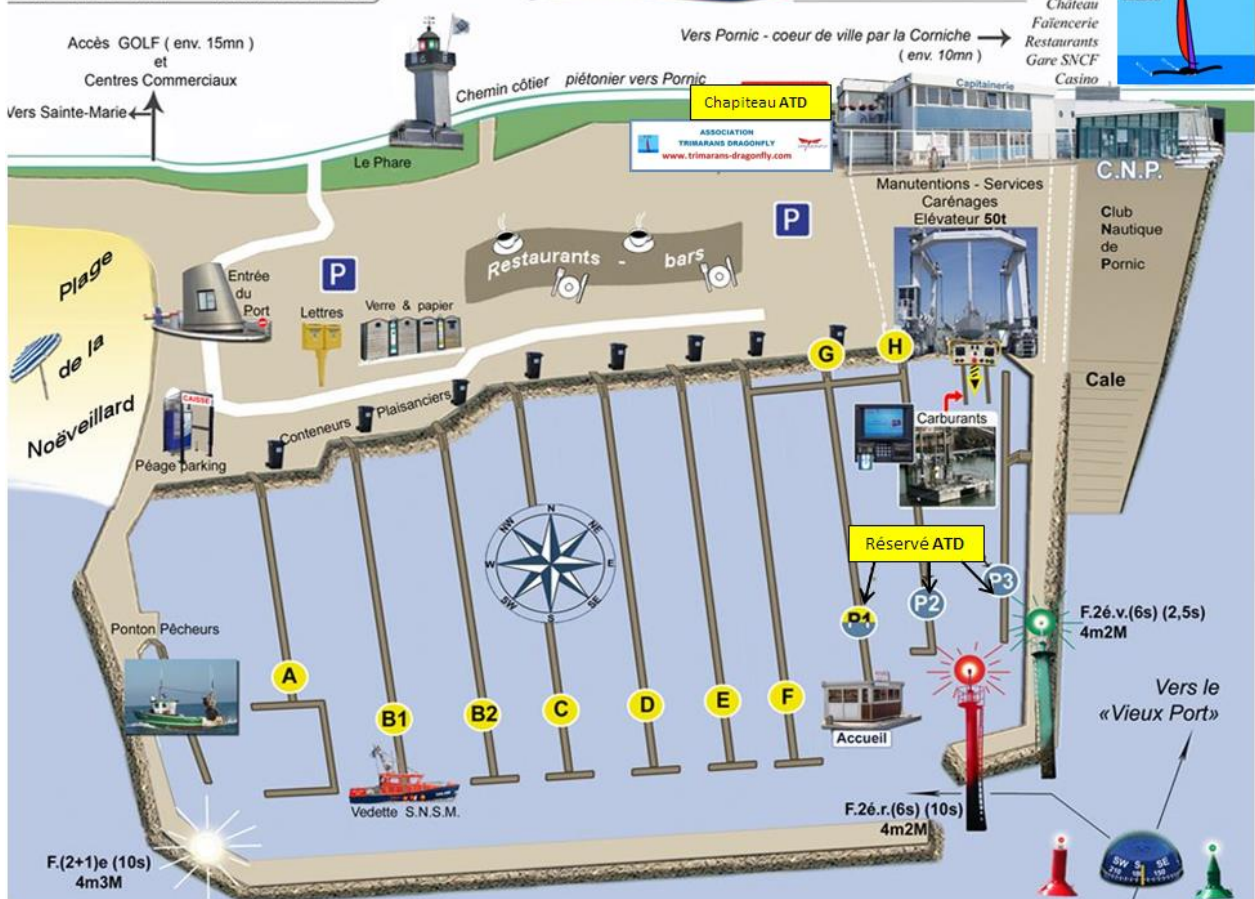 Accès GOLF ( env. 15mn )
et
Centres Commerciaux
Vers Sainte-Marie
Le Phare
Chemin côtier piétonier vers Pornic
Vers Pornic - coeur de ville par la Corniche
( env. 10mn )
Château
Faïencerie
Restaurants
Gare SNCF
Casino
Chapiteau ATD
ASSOCIATION
TRIMARANS DRAGONFLY
www.trimarans-dragonfly.com
Capitainerie
C.N.P.
Club
Nautique
de
Pornic
Manutentions - Services
Carénages
Elévateur 50t
Plage
de la
Noëveillard
Entrée
du
Port
P
P
Lettres
Verre & papier
Restaurants - bars
CAISSE
Péage parking
Conteneurs Plaisanciers
G
H
Carburants
Cale
NW
N
NE
W
E
SW
S
SE
Réservé ATD
P1
P2
P3
F.2é.v.(6s) (2,5s)
4m2M
Ponton Pêcheurs
A
B1
B2
C
D
E
F
Accueil
Vedette S.N.S.M.
Vers le
«Vieux Port»
F.2é.r.(6s) (10s)
4m2M
F.(2+1)e (10s)
4m3M
SW S SE
210 180 150